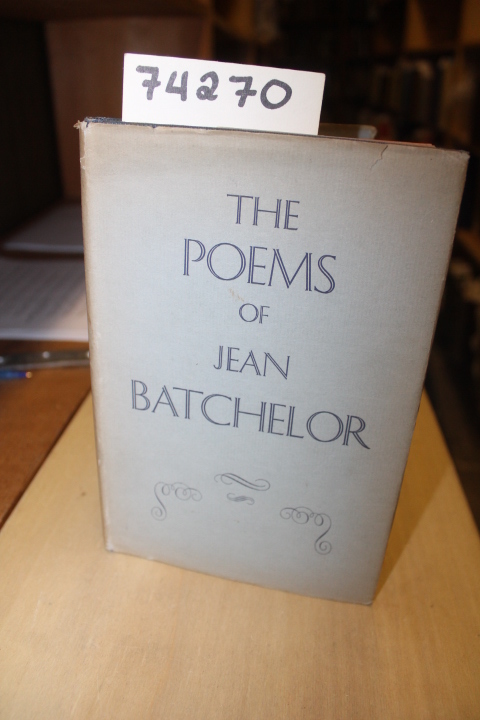 74270
THE
POEMS
OF
JEAN
BATCHELOR